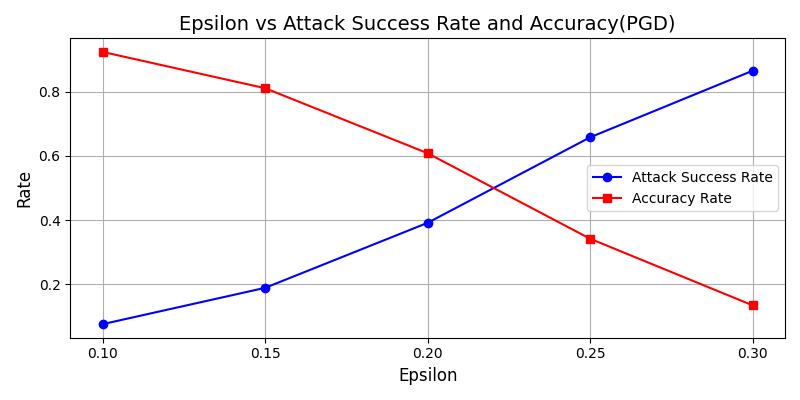 Epsilon vs Attack Success Rate and Accuracy(PGD)
Rate
0.8
0.6
0.4
0.2
Attack Success Rate
Accuracy Rate
0.10 0.15 0.20 0.25 0.30
Epsilon